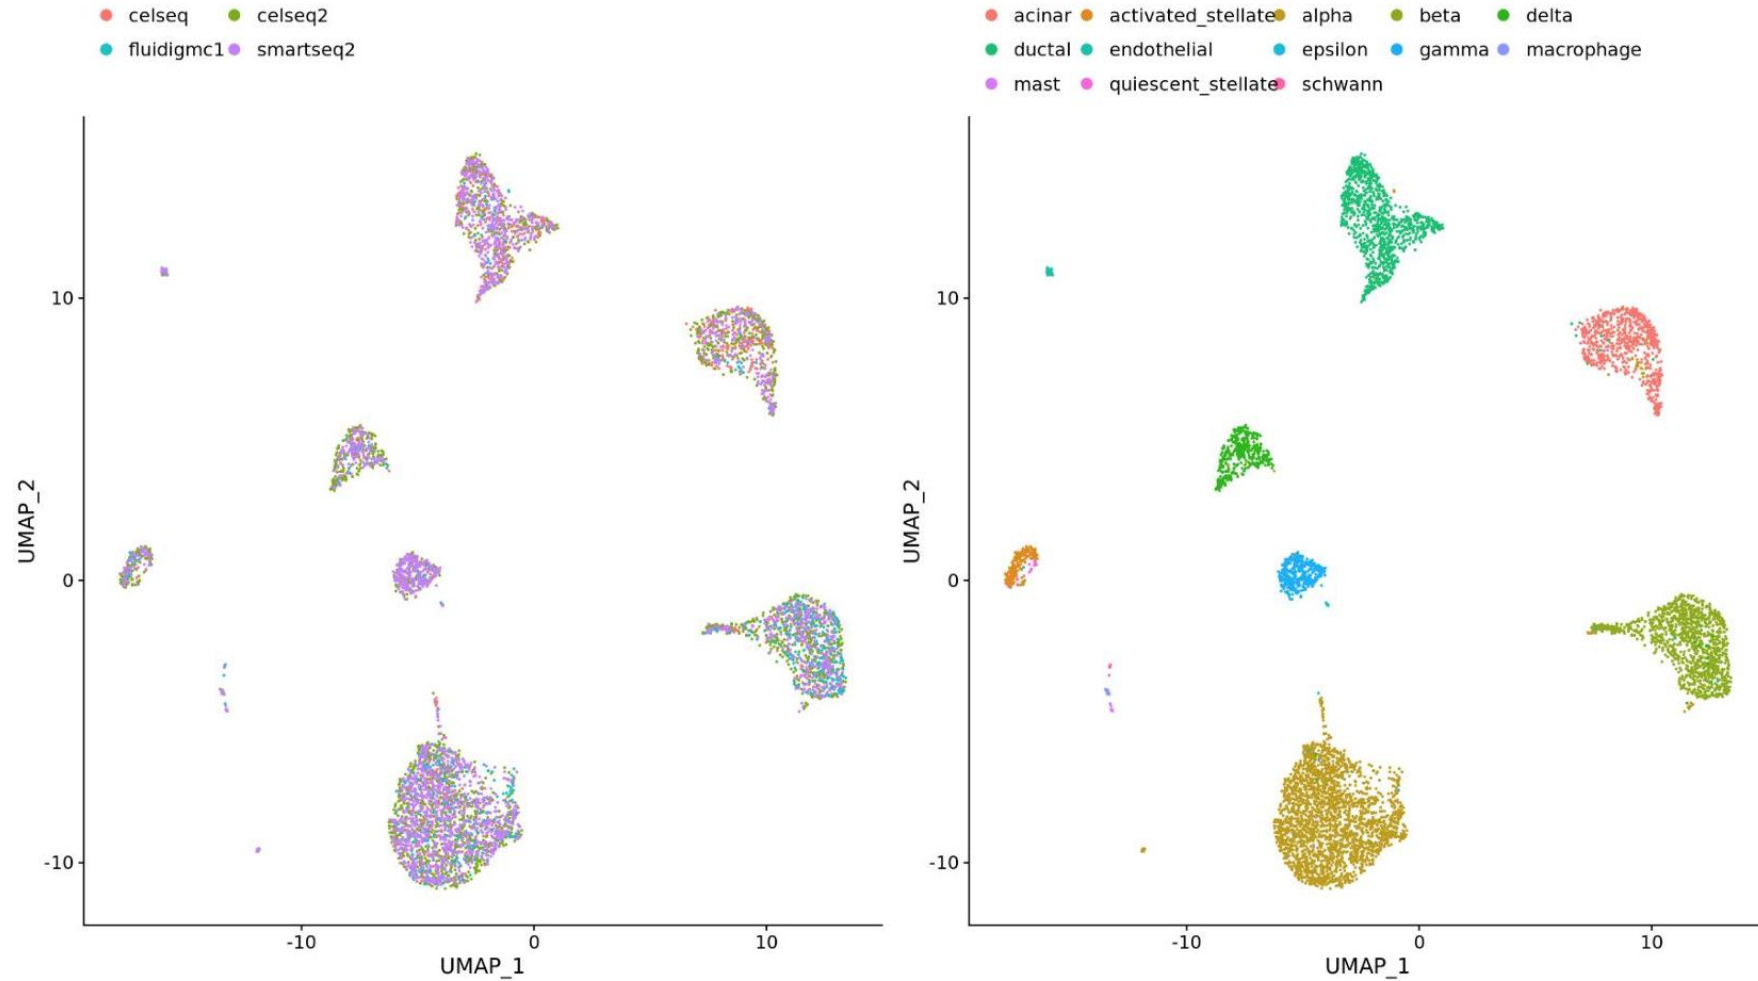 celseq celseq2
fluidigmc1 smartseq2
acinar activated_stellate alpha beta delta
ductal endothelial epsilon gamma macrophage
mast quiescent_stellate schwann
UMAP_2
10
0
-10
-10 0 10
UMAP_1
UMAP_2
10
0
-10
-10 0 10
UMAP_1